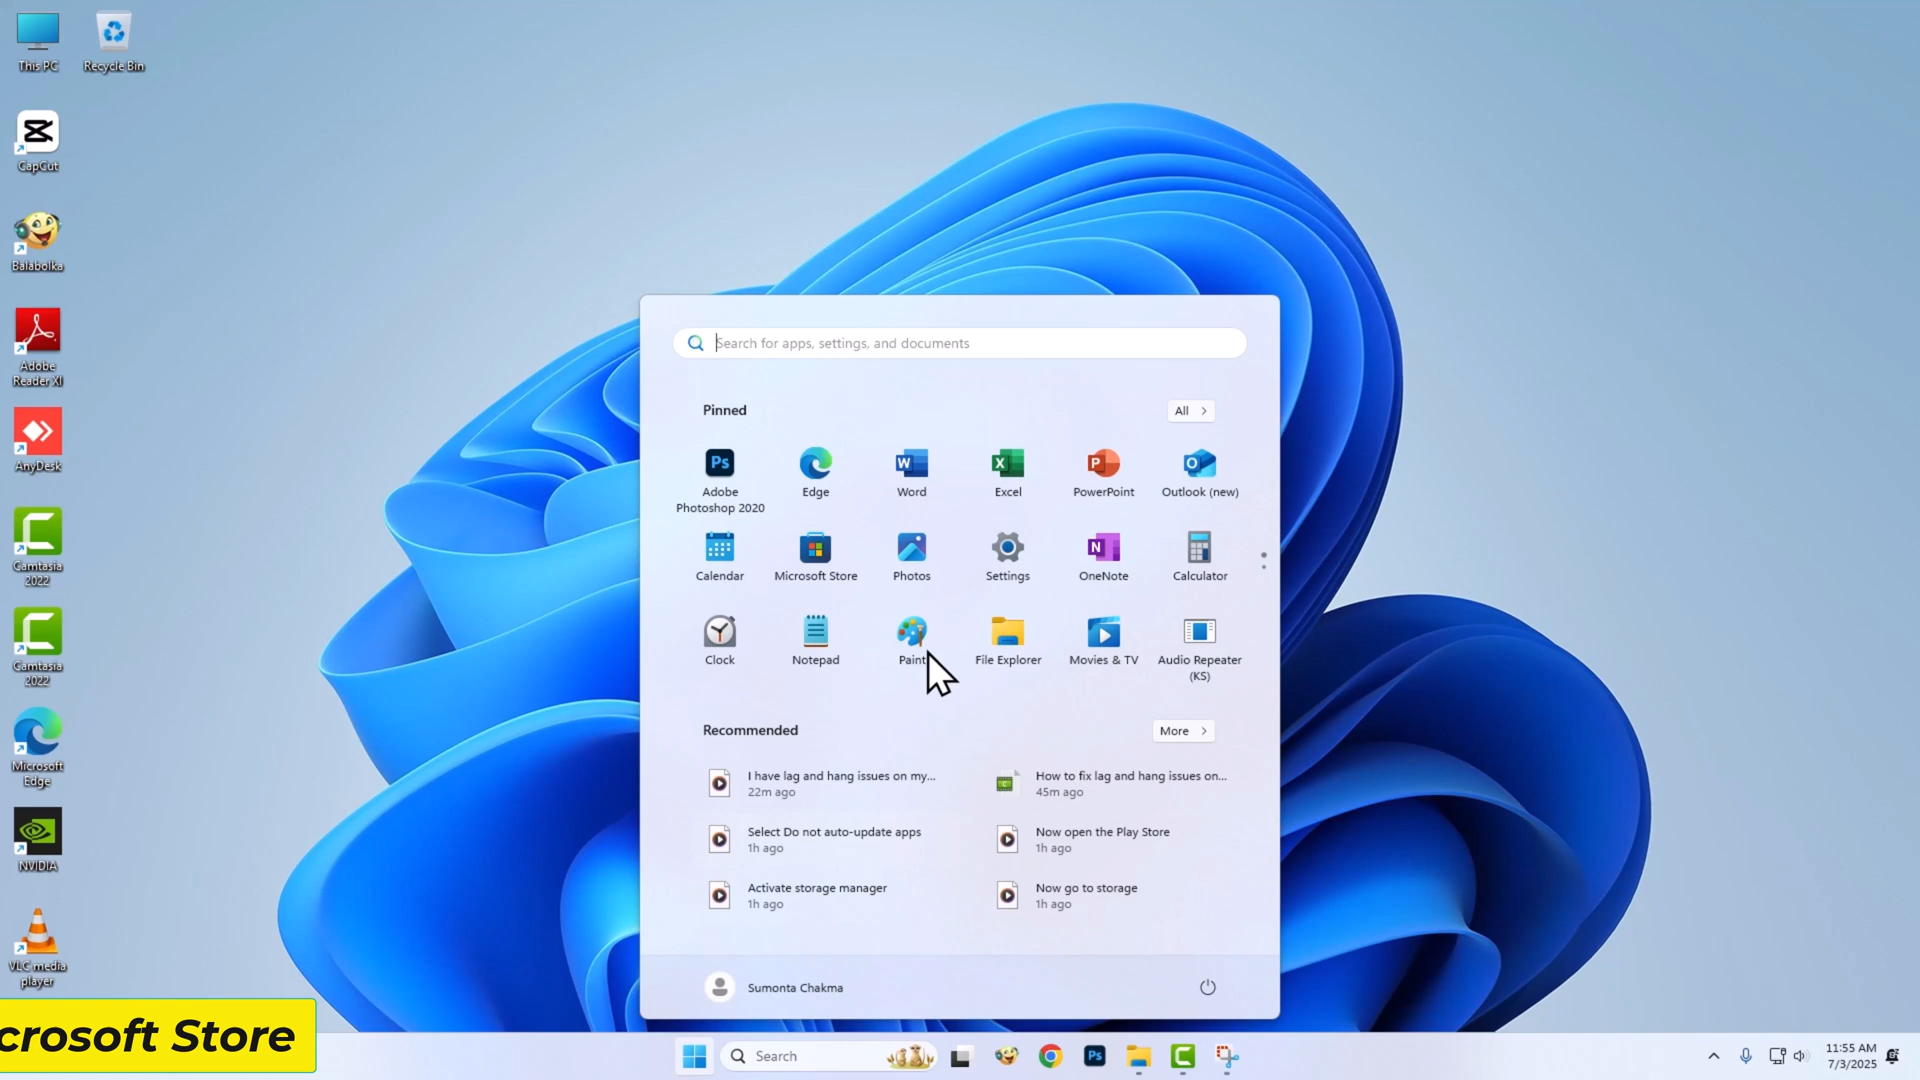 This PC
Recycle Bin
CapCut
Balabolka
Adobe
Reader XI
AnyDesk
Camtasia
2022
Camtasia
2022
Microsoft
Edge
NVIDIA
VLC media
player
Search for apps, settings, and documents
Pinned
All
Adobe
Photoshop 2020
Edge
Word
Excel
PowerPoint
Outlook (new)
Calendar
Microsoft Store
Photos
Settings
OneNote
Calculator
Clock
Notepad
Paint
File Explorer
Movies & TV
Audio Repeater
(KS)
Recommended
More
I have lag and hang issues on my...
22m ago
How to fix lag and hang issues on...
45m ago
Select Do not auto-update apps
1h ago
Now open the Play Store
1h ago
Activate storage manager
1h ago
Now go to storage
1h ago
Sumonta Chakma
crosoft Store
Search
11:55 AM
7/3/2025